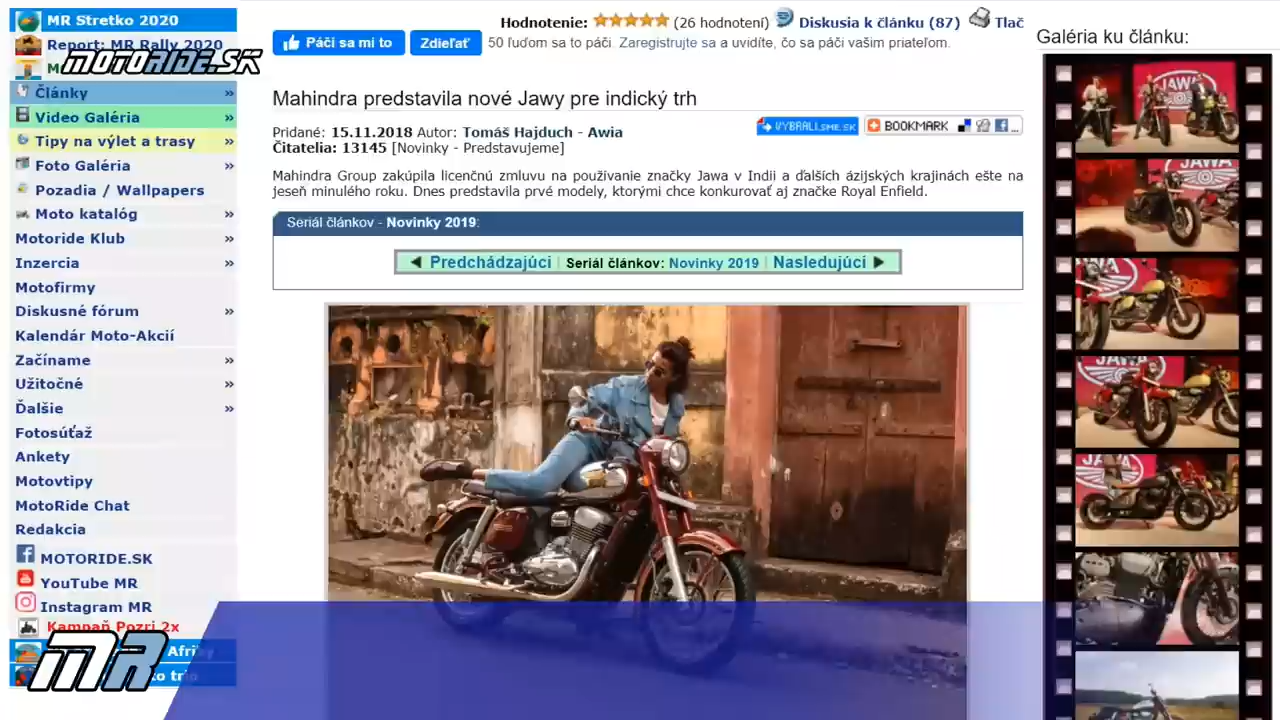 MR Stretko 2020
Report: MR Rally 2020
MOTORIDE.SK
Články »
Video Galéria »
Tipy na výlet a trasy »
Foto Galéria »
Pozadia / Wallpapers
Moto katalóg »
Motoride Klub »
Inzercia »
Motofirmy
Diskusné fórum »
Kalendár Moto-Akcií
Začíname »
Užitočné »
Ďalšie »
Fotosúťaž
Ankety
Motovtipy
MotoRide Chat
Redakcia
MOTORIDE.SK
YouTube MR
Instagram MR
Kampaň Pozri 2x
MR
Hodnotenie: (26 hodnotení) Diskusia k článku (87) Tlač
Páči sa mi to Zdieľať 50 ľuďom sa to páči. Zaregistrujte sa a uvidíte, čo sa páči vašim priateľom.
Mahindra predstavila nové Jawy pre indický trh
Pridané: 15.11.2018 Autor: Tomáš Hajduch - Awia
VYBRALI.SME.SK BOOKMARK ...
Čitatelia: 13145 [Novinky - Predstavujeme]
Mahindra Group zakúpila licenčnú zmluvu na používanie značky Jawa v Indii a ďalších ázijských krajinách ešte na
jeseň minulého roku. Dnes predstavila prvé modely, ktorými chce konkurovať aj značke Royal Enfield.
Seriál článkov - Novinky 2019:
Predchádzajúci | Seriál článkov: Novinky 2019 | Nasledujúci
Galéria ku článku:
JAWA
JAWA
JAWA